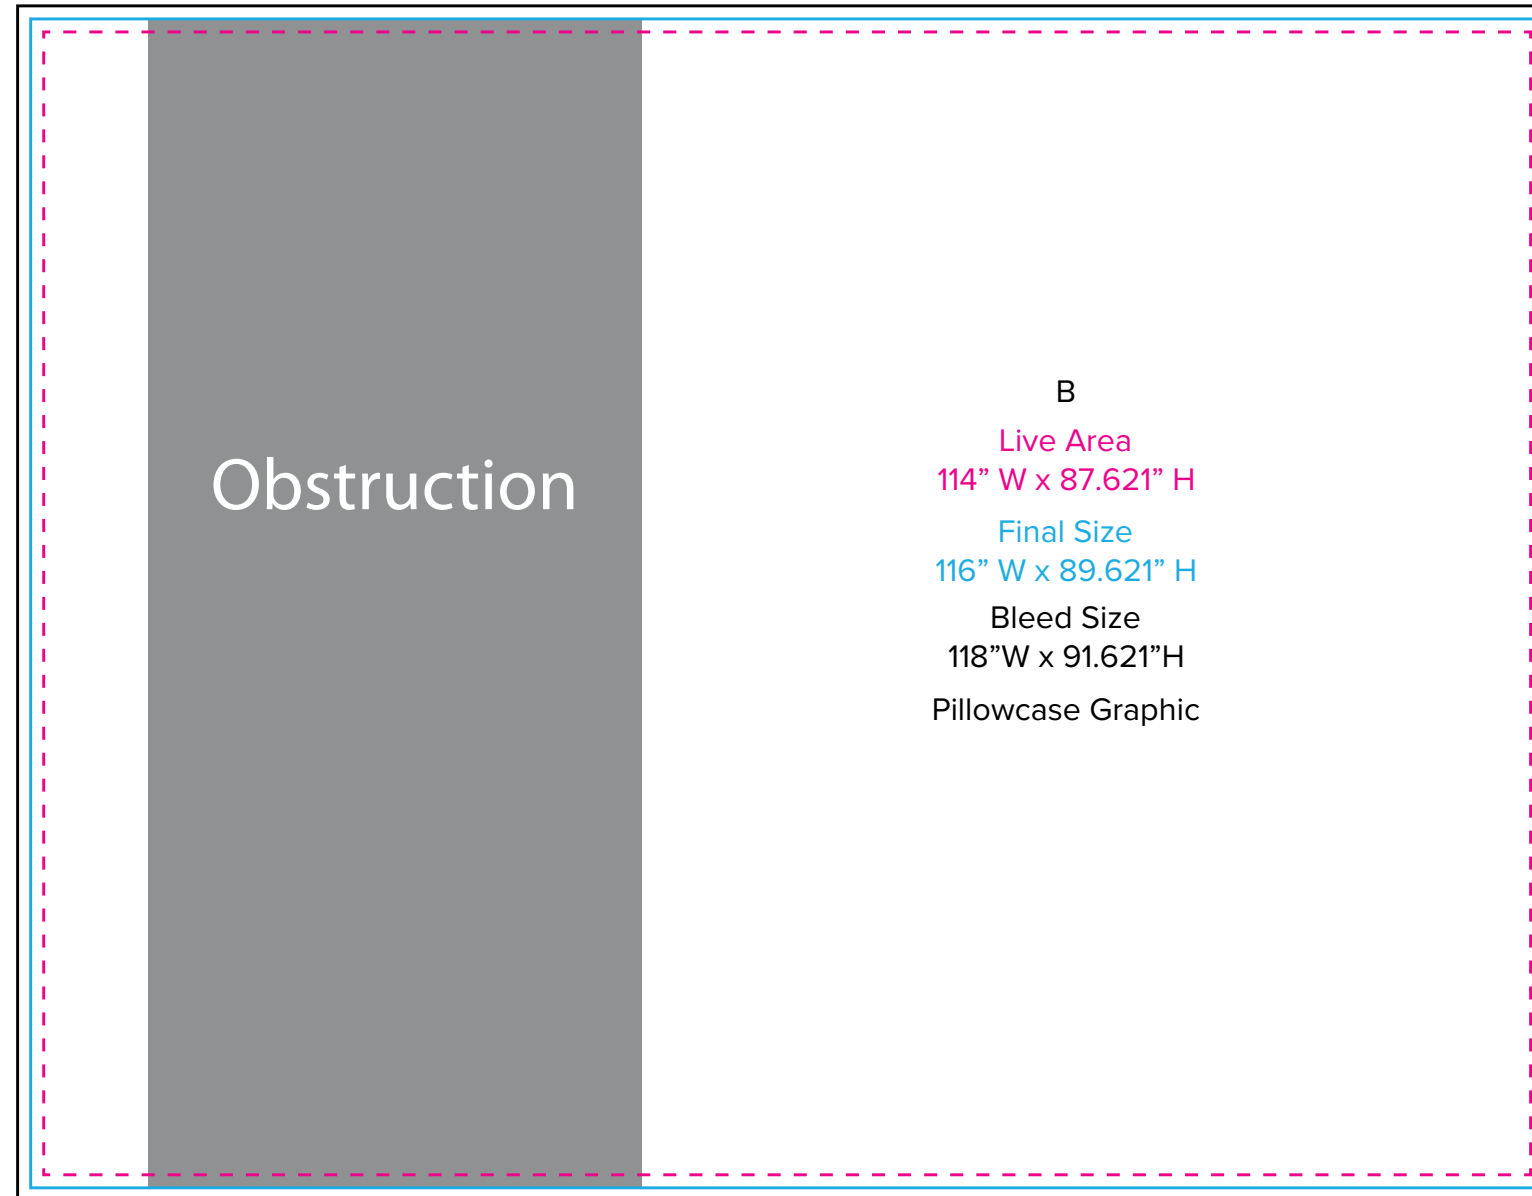 Obstruction
B
Live Area
114” W x 87.621” H
Final Size
116” W x 89.621” H
Bleed Size
118”W x 91.621”H
Pillowcase Graphic